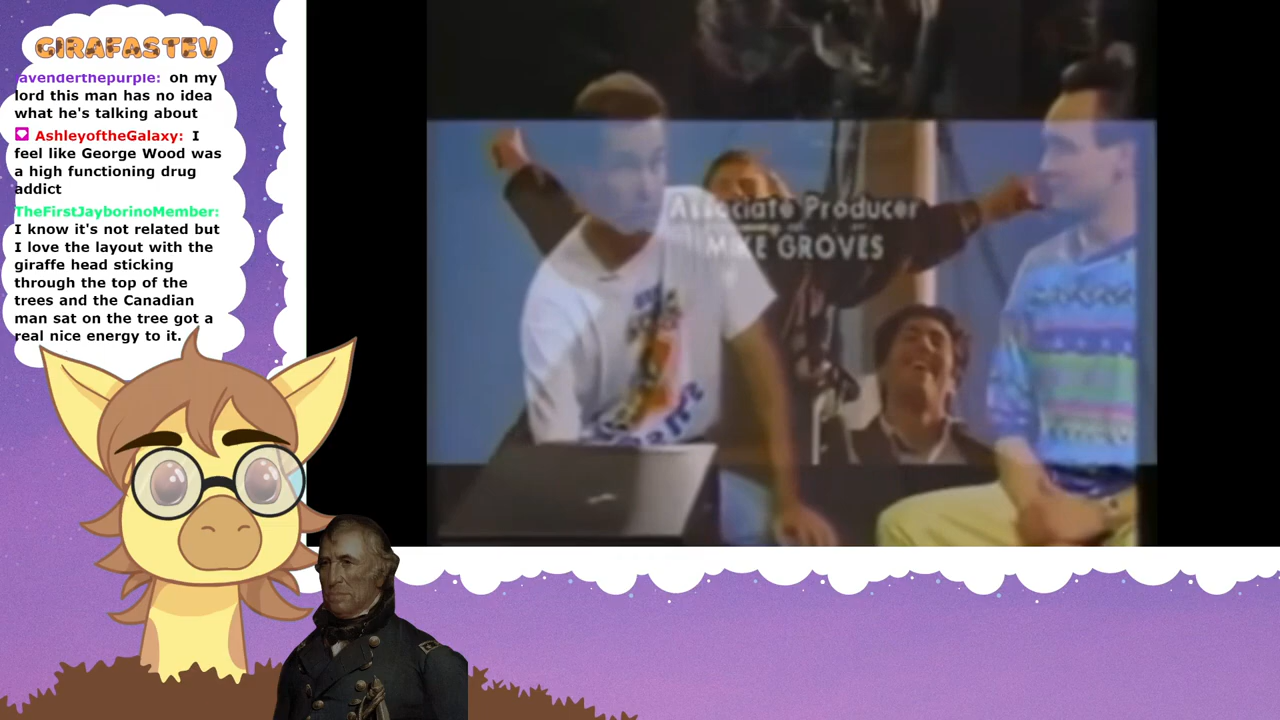 GIRAFASTEV
avenderthepurple: oh my
lord this man has no idea
what he's talking about
AshleyoftheGalaxy: I
feel like George Wood was
a high functioning drug
addict
TheFirstJayborinoMember:
I know it's not related but
I love the layout with the
giraffe head sticking
through the top of the
trees and the Canadian
man sat on the tree got a
real nice energy to it.
Associate Producer
MIKE GROVES